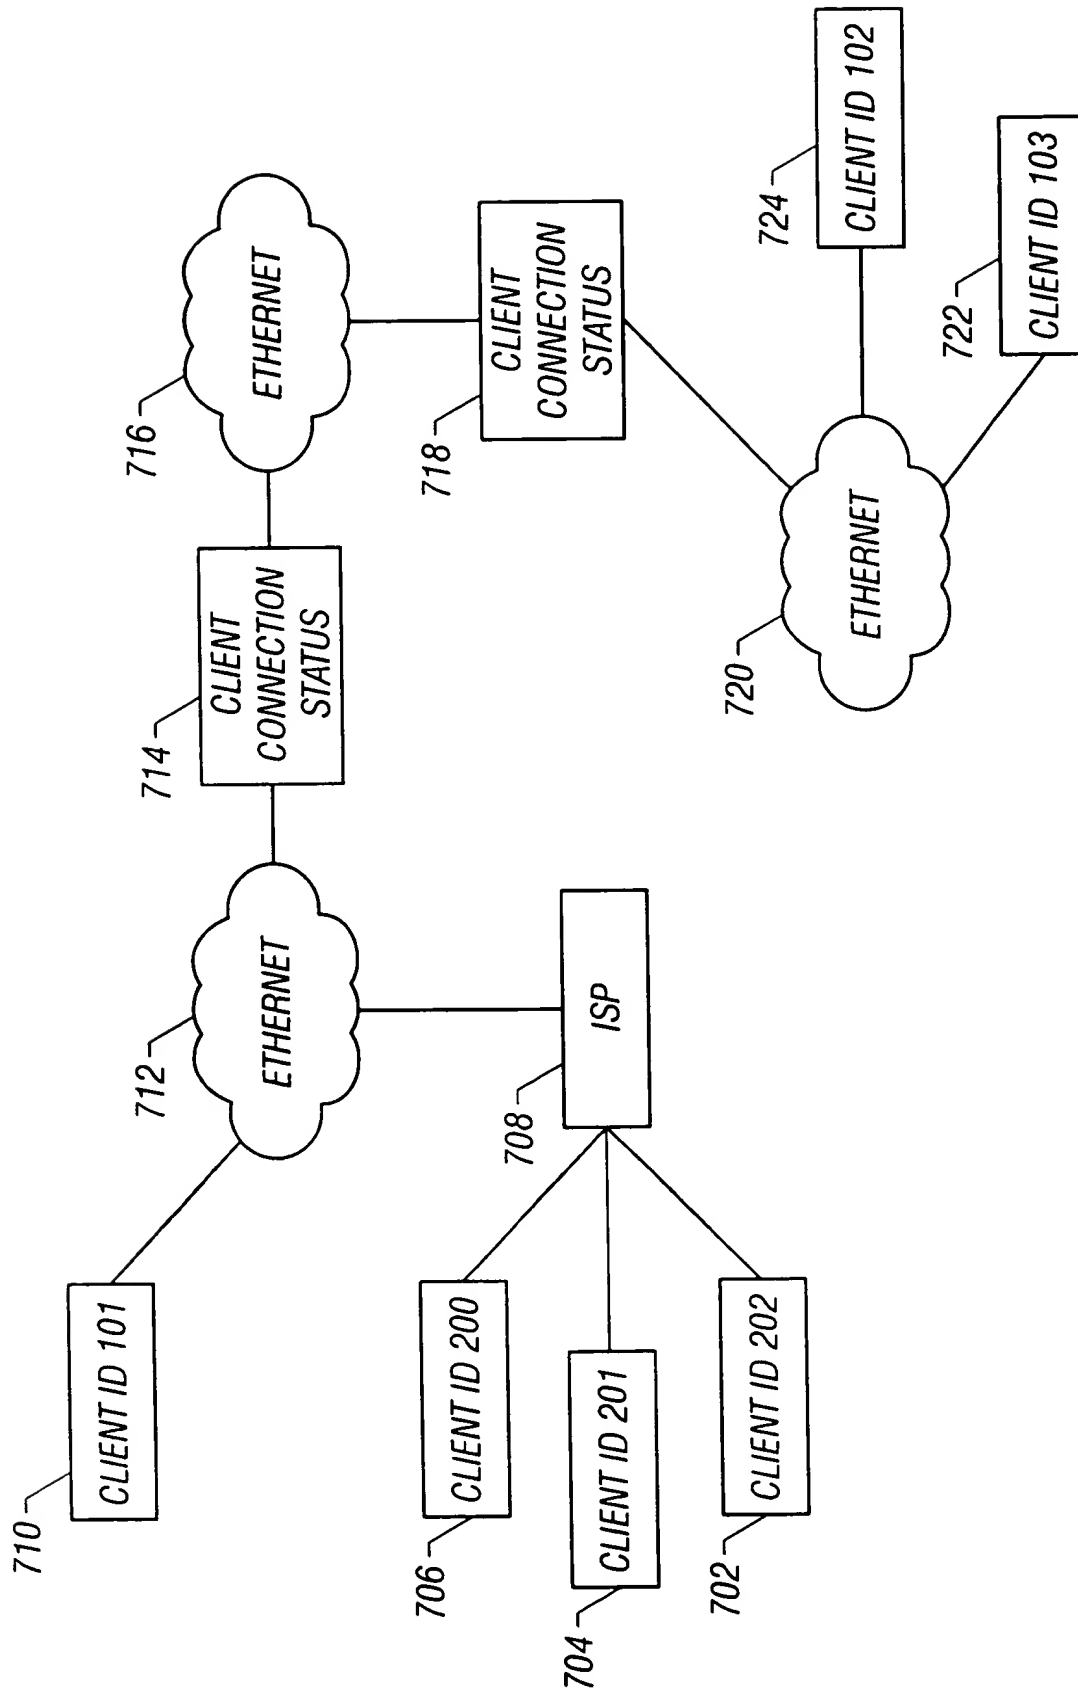 710
CLIENT ID 101
712
ETHERNET
714
CLIENT
CONNECTION
STATUS
716
ETHERNET
706
CLIENT ID 200
704
CLIENT ID 201
702
CLIENT ID 202
708
ISP
718
CLIENT
CONNECTION
STATUS
720
ETHERNET
724
CLIENT ID 102
722
CLIENT ID 103